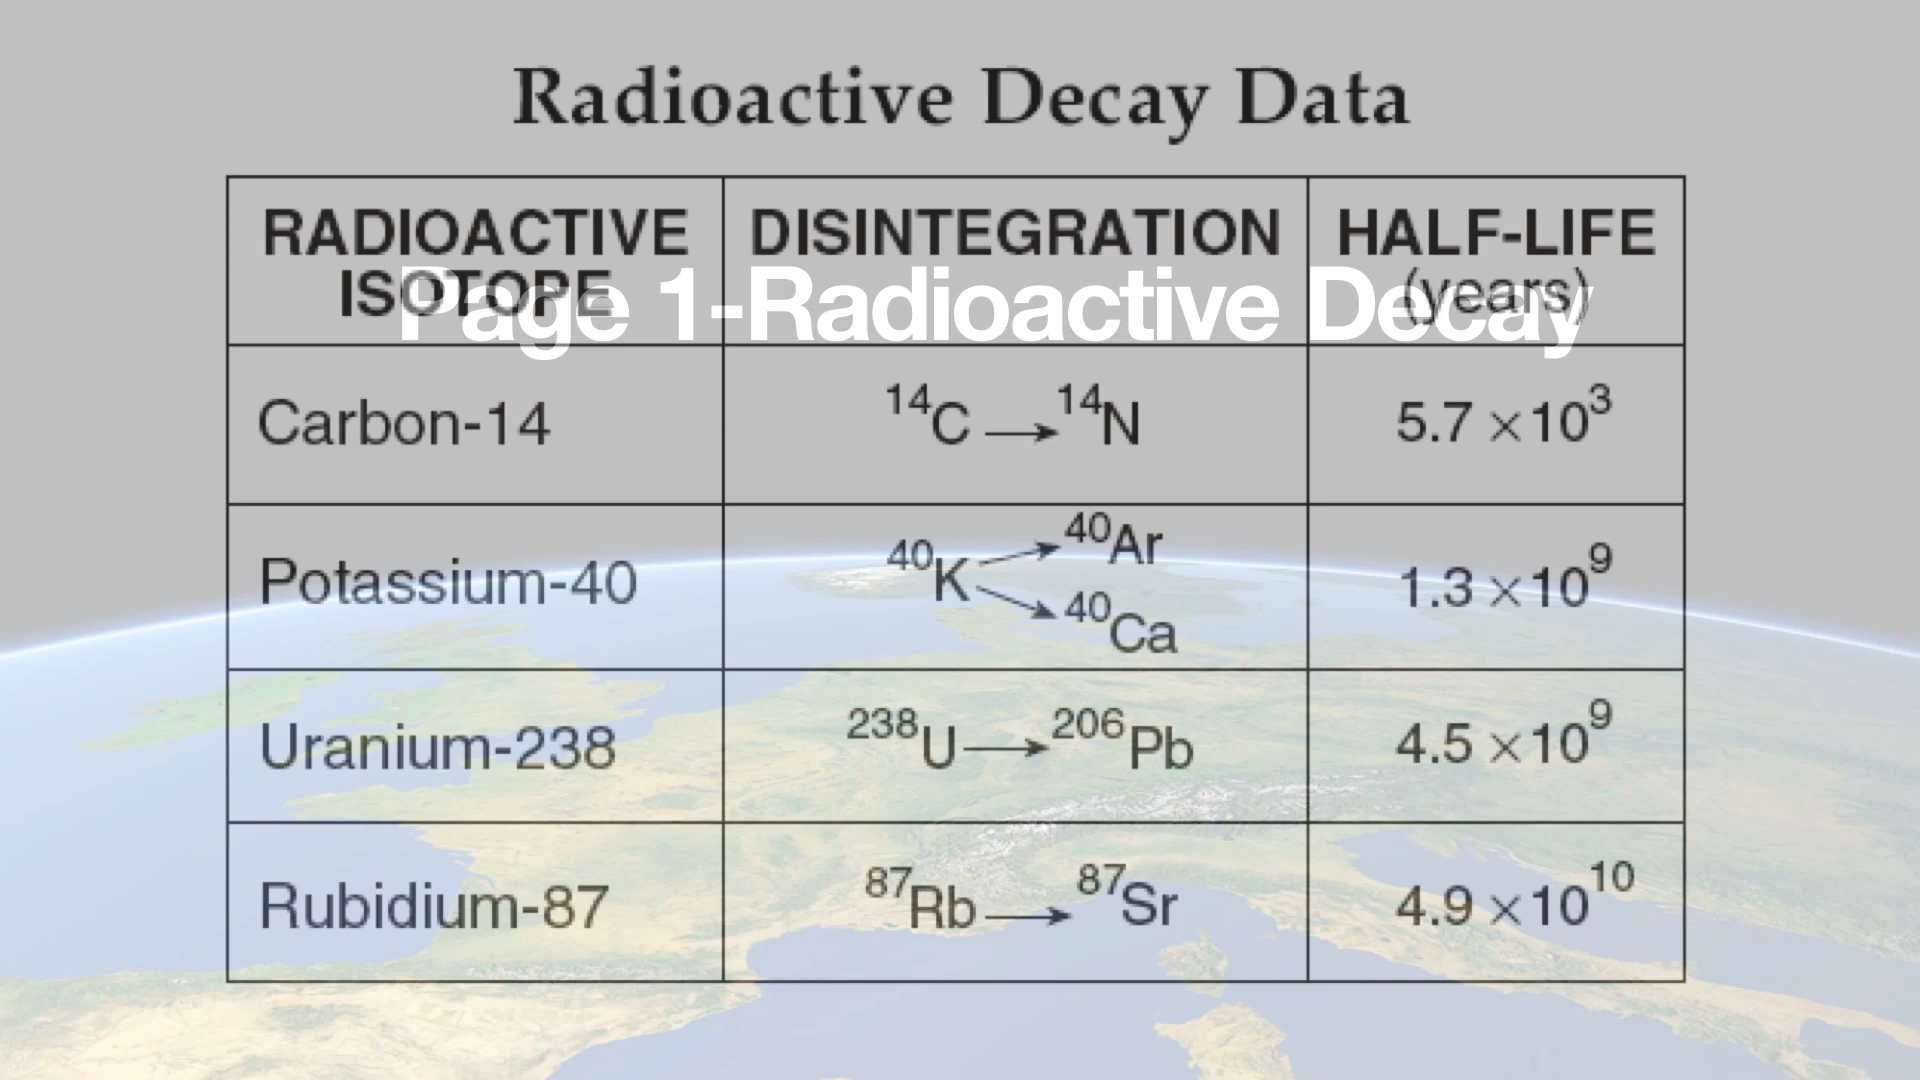 Radioactive Decay Data
RADIOACTIVE ISOTOPE DISINTEGRATION HALF-LIFE (years)
Page 1-Radioactive Decay
Carbon-14 ¹⁴C → ¹⁴N 5.7 ×10³
Potassium-40 ⁴⁰K → ⁴⁰Ar → ⁴⁰Ca 1.3 ×10⁹
Uranium-238 ²³⁸U → ²⁰⁶Pb 4.5 ×10⁹
Rubidium-87 ⁸⁷Rb → ⁸⁷Sr 4.9 ×10¹⁰